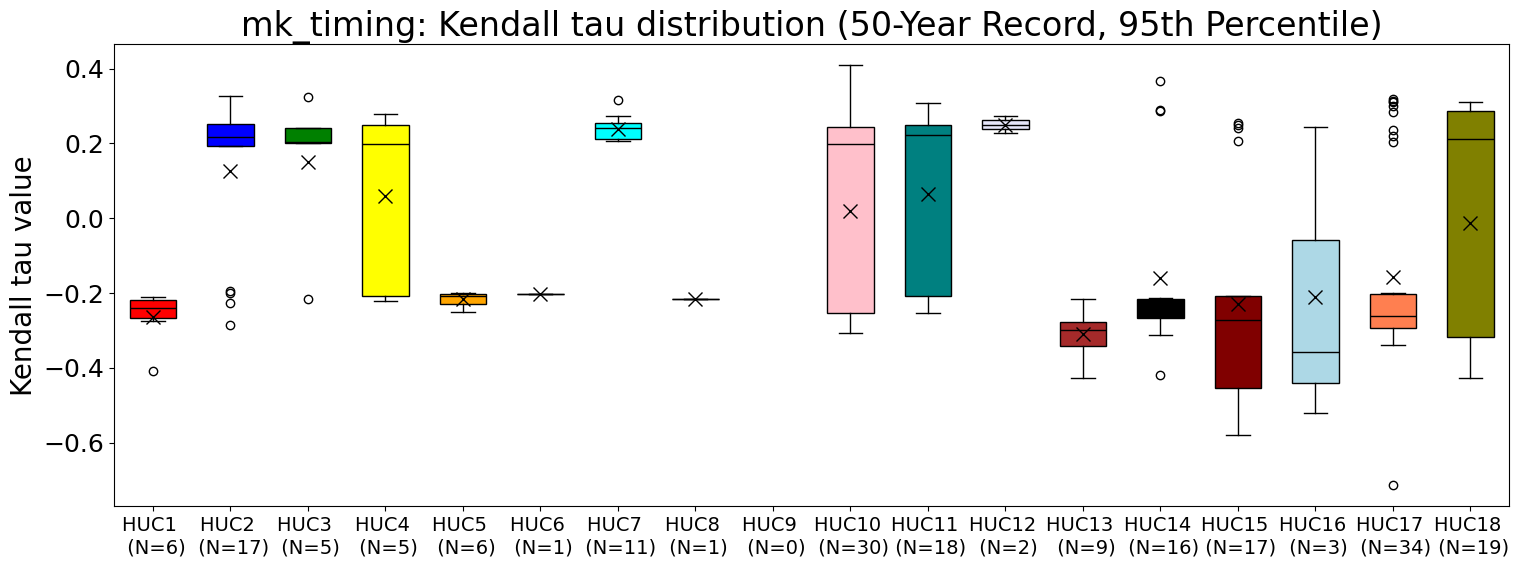 mk_timing: Kendall tau distribution (50-Year Record, 95th Percentile)
Kendall tau value
0.4
0.2
0.0
−0.2
−0.4
−0.6
HUC1 HUC2 HUC3 HUC4 HUC5 HUC6 HUC7 HUC8 HUC9 HUC10 HUC11 HUC12 HUC13 HUC14 HUC15 HUC16 HUC17 HUC18
(N=6) (N=17) (N=5) (N=5) (N=6) (N=1) (N=11) (N=1) (N=0) (N=30) (N=18) (N=2) (N=9) (N=16) (N=17) (N=3) (N=34) (N=19)